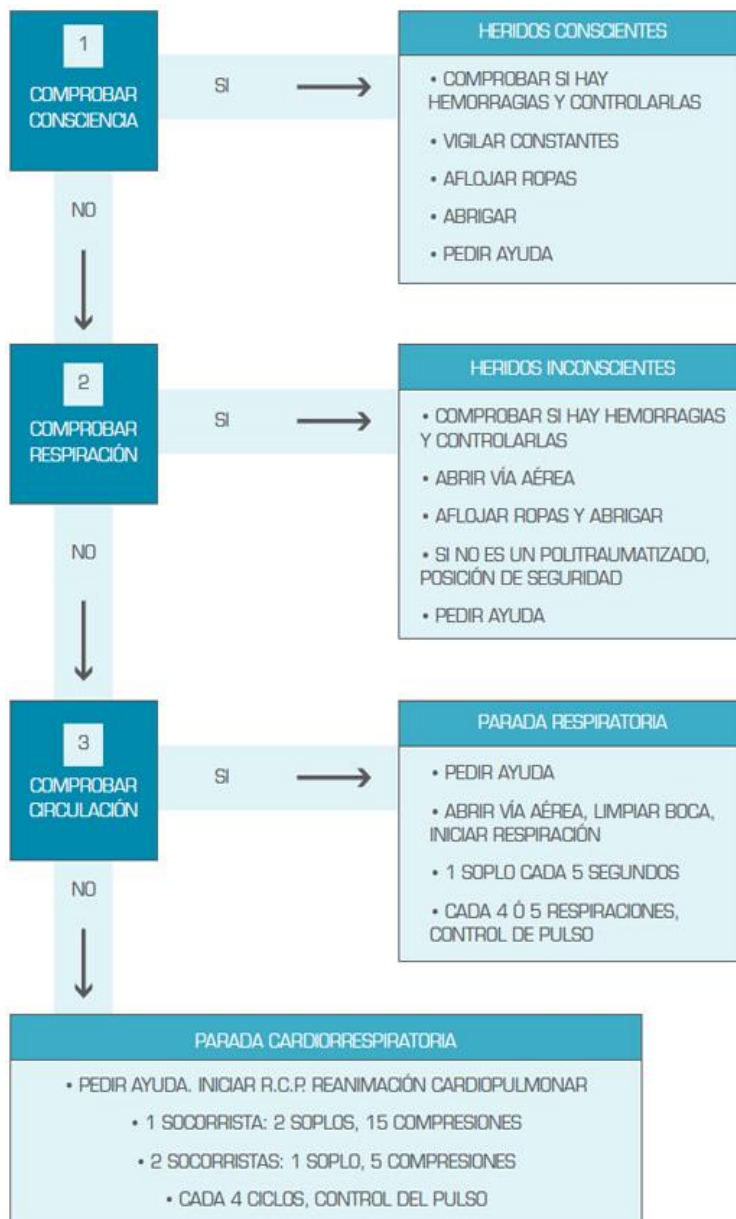 1
COMPROBAR
CONSCIENCIA
SI
HERIDOS CONSCIENTES
• COMPROBAR SI HAY
HEMORRAGIAS Y CONTROLARLAS
• VIGILAR CONSTANTES
• AFLOJAR ROPAS
• ABRIGAR
• PEDIR AYUDA
NO
2
COMPROBAR
RESPIRACIÓN
SI
HERIDOS INCONSCIENTES
• COMPROBAR SI HAY HEMORRAGIAS
Y CONTROLARLAS
• ABRIR VÍA AÉREA
• AFLOJAR ROPAS Y ABRIGAR
• SI NO ES UN POLITRAUMATIZADO,
POSICIÓN DE SEGURIDAD
• PEDIR AYUDA
NO
3
COMPROBAR
CIRCULACIÓN
SI
PARADA RESPIRATORIA
• PEDIR AYUDA
• ABRIR VÍA AÉREA, LIMPIAR BOCA,
INICIAR RESPIRACIÓN
• 1 SOPLO CADA 5 SEGUNDOS
• CADA 4 Ó 5 RESPIRACIONES,
CONTROL DE PULSO
NO
PARADA CARDIORRESPIRATORIA
• PEDIR AYUDA. INICIAR R.C.P. REANIMACIÓN CARDIOPULMONAR
• 1 SOCORRISTA: 2 SOPLOS, 15 COMPRESIONES
• 2 SOCORRISTAS: 1 SOPLO, 5 COMPRESIONES
• CADA 4 CICLOS, CONTROL DEL PULSO